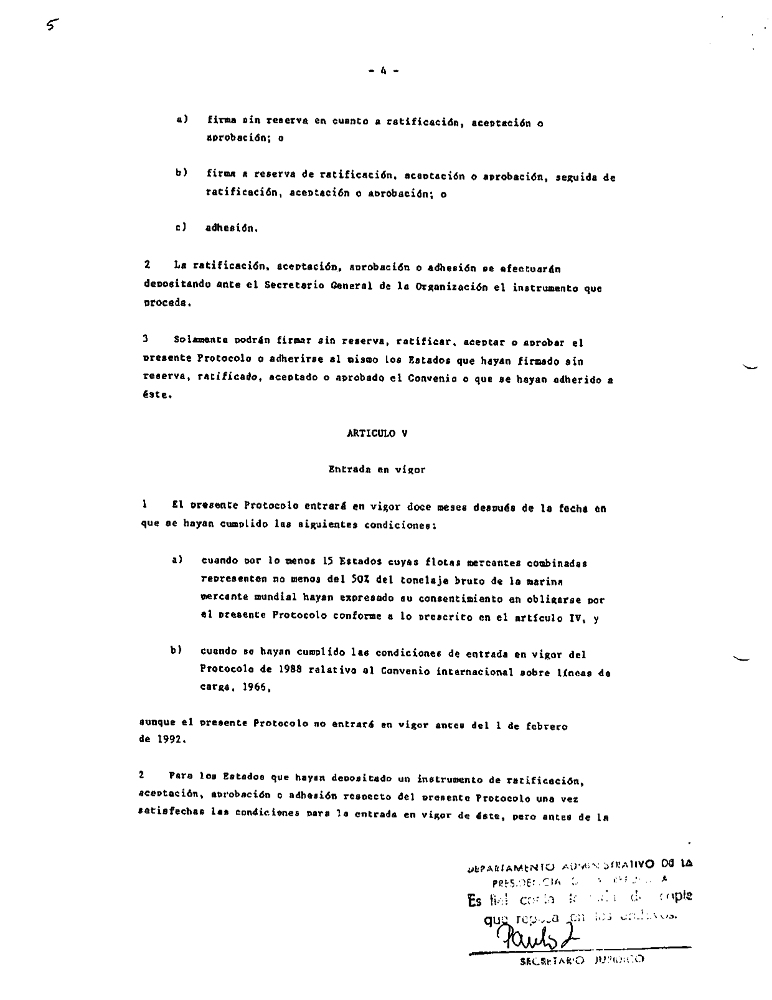 5
- 4 -
a) firma sin reserva en cuanto a ratificación, aceptación o
aprobación; o
b) firma a reserva de ratificación, aceptación o aprobación, seguida de
ratificación, aceptación o aprobación; o
c) adhesión.
2 La ratificación, aceptación, aprobación o adhesión se efectuarán
depositando ante el Secretario General de la Organización el instrumento que
proceda.
3 Solamente podrán firmar sin reserva, ratificar, aceptar o aprobar el
presente Protocolo o adherirse al mismo los Estados que hayan firmado sin
reserva, ratificado, aceptado o aprobado el Convenio o que se hayan adherido a
éste.
ARTICULO V
Entrada en vigor
1 El presente Protocolo entrará en vigor doce meses después de la fecha en
que se hayan cumplido las siguientes condiciones:
a) cuando por lo menos 15 Estados cuyas flotas mercantes combinadas
representen no menos del 50% del tonelaje bruto de la marina
mercante mundial hayan expresado su consentimiento en obligarse por
el presente Protocolo conforme a lo prescrito en el artículo IV, y
b) cuando se hayan cumplido las condiciones de entrada en vigor del
Protocolo de 1988 relativo al Convenio internacional sobre líneas de
carga, 1966,
aunque el presente Protocolo no entrará en vigor antes del 1 de febrero
de 1992.
2 Para los Estados que hayan depositado un instrumento de ratificación,
aceptación, aprobación o adhesión respecto del presente Protocolo una vez
satisfechas las condiciones para la entrada en vigor de éste, pero antes de la
DEPARTAMENTO ADMINISTRATIVO DE LA
PRESIDENCIA
Es fiel copia de copia
que reposa en los archivos.
SECRETARIO JURIDICO